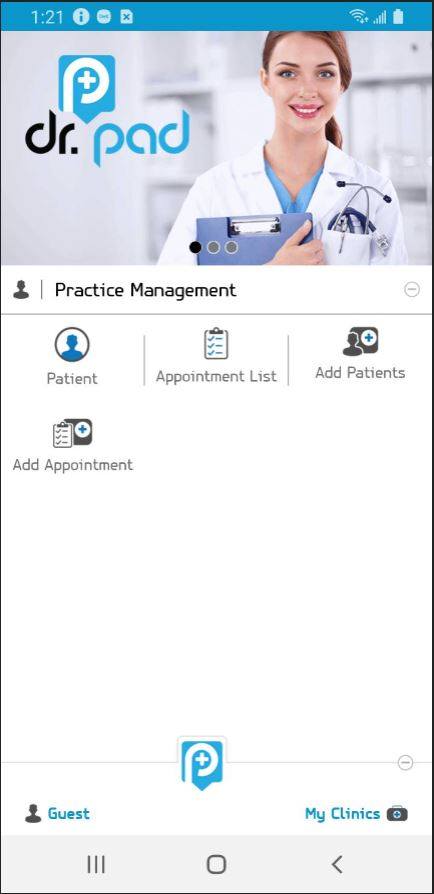 1:21
dr. pad
Practice Management
Patient
Appointment List
Add Patients
Add Appointment
Guest
My Clinics